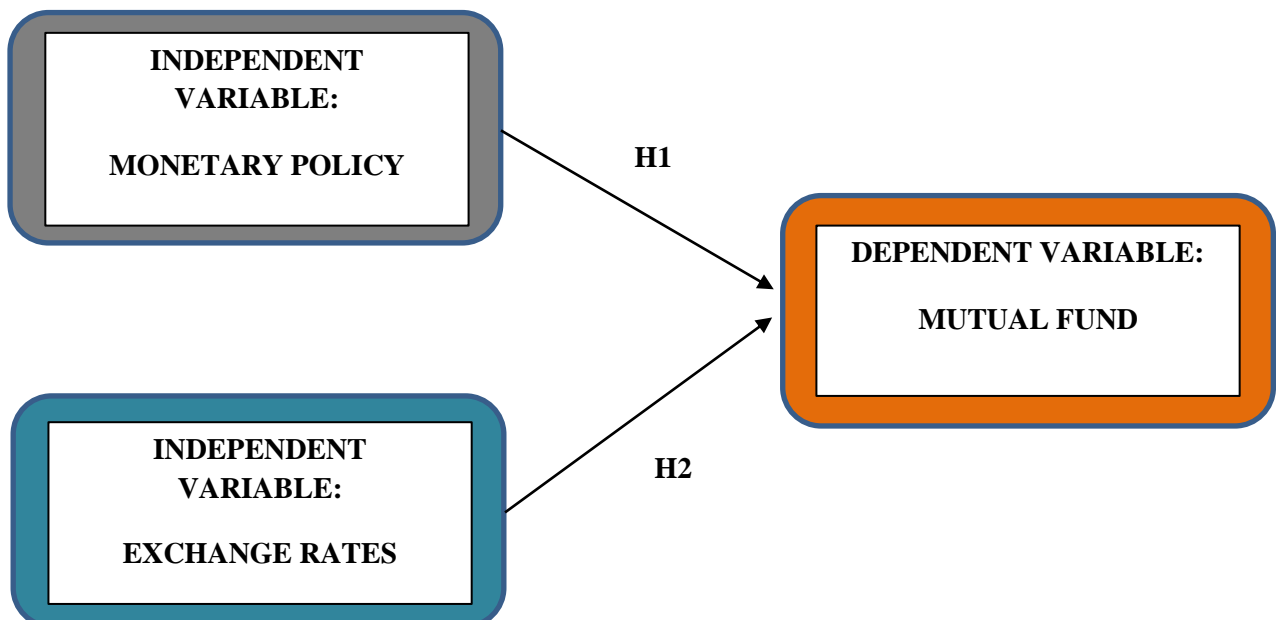 INDEPENDENT
VARIABLE:
MONETARY POLICY
H1
DEPENDENT VARIABLE:
MUTUAL FUND
INDEPENDENT
VARIABLE:
EXCHANGE RATES
H2